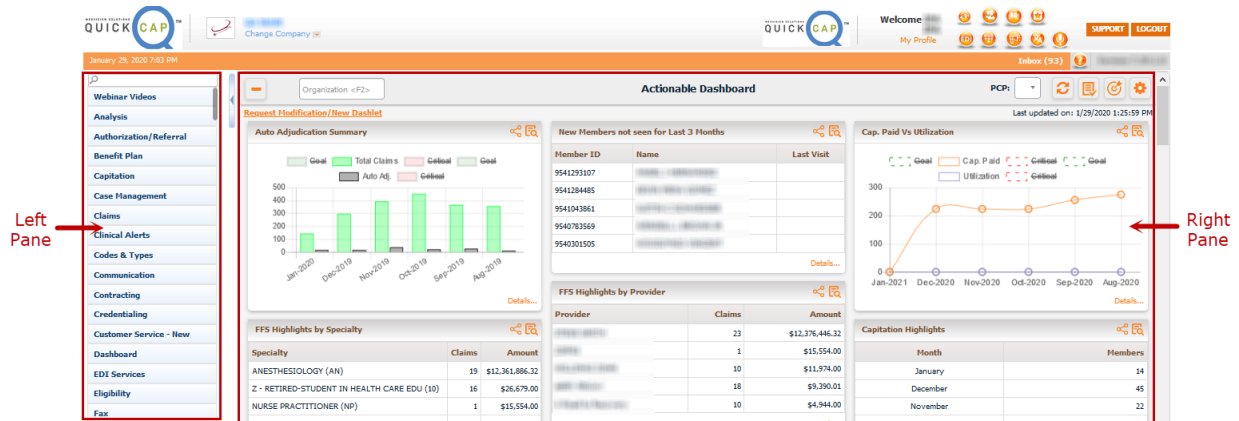 QUICK CAP
Change Company
QUICK CAP
Welcome
My Profile
EDI
SUPPORT LOGOUT
January 29, 2020 7:03 PM
Inbox (93)
Left Pane
Webinar Videos
Analysis
Authorization/Referral
Benefit Plan
Capitation
Case Management
Claims
Clinical Alerts
Codes & Types
Communication
Contracting
Credentialing
Customer Service - New
Dashboard
EDI Services
Eligibility
Fax
Organization <F2>
Actionable Dashboard
PCP:
Request Modification/New Dashlet
Last updated on: 1/29/2020 1:25:59 PM
Auto Adjudication Summary
Goal Total Claims Critical Goal
Auto Adj. Critical
500
400
300
200
100
0
Jan-2020 Dec-2019 Nov-2019 Oct-2019 Sep-2019 Aug-2019
Details...
FFS Highlights by Specialty
Specialty Claims Amount
ANESTHESIOLOGY (AN) 19 $12,361,886.32
Z - RETIRED-STUDENT IN HEALTH CARE EDU (10) 16 $26,679.00
NURSE PRACTITIONER (NP) 1 $15,554.00
New Members not seen for Last 3 Months
Member ID Name Last Visit
9541293107
9541284485
9541043861
9540783569
9540301505
Details...
FFS Highlights by Provider
Provider Claims Amount
23 $12,376,446.32
1 $15,554.00
10 $11,974.00
18 $9,390.01
10 $4,944.00
Cap. Paid Vs Utilization
Goal Cap. Paid Critical Goal
Utilization Critical
300
200
100
0
Jan-2021 Dec-2020 Nov-2020 Oct-2020 Sep-2020 Aug-2020
Details...
Capitation Highlights
Month Members
January 14
December 45
November 22
Right Pane